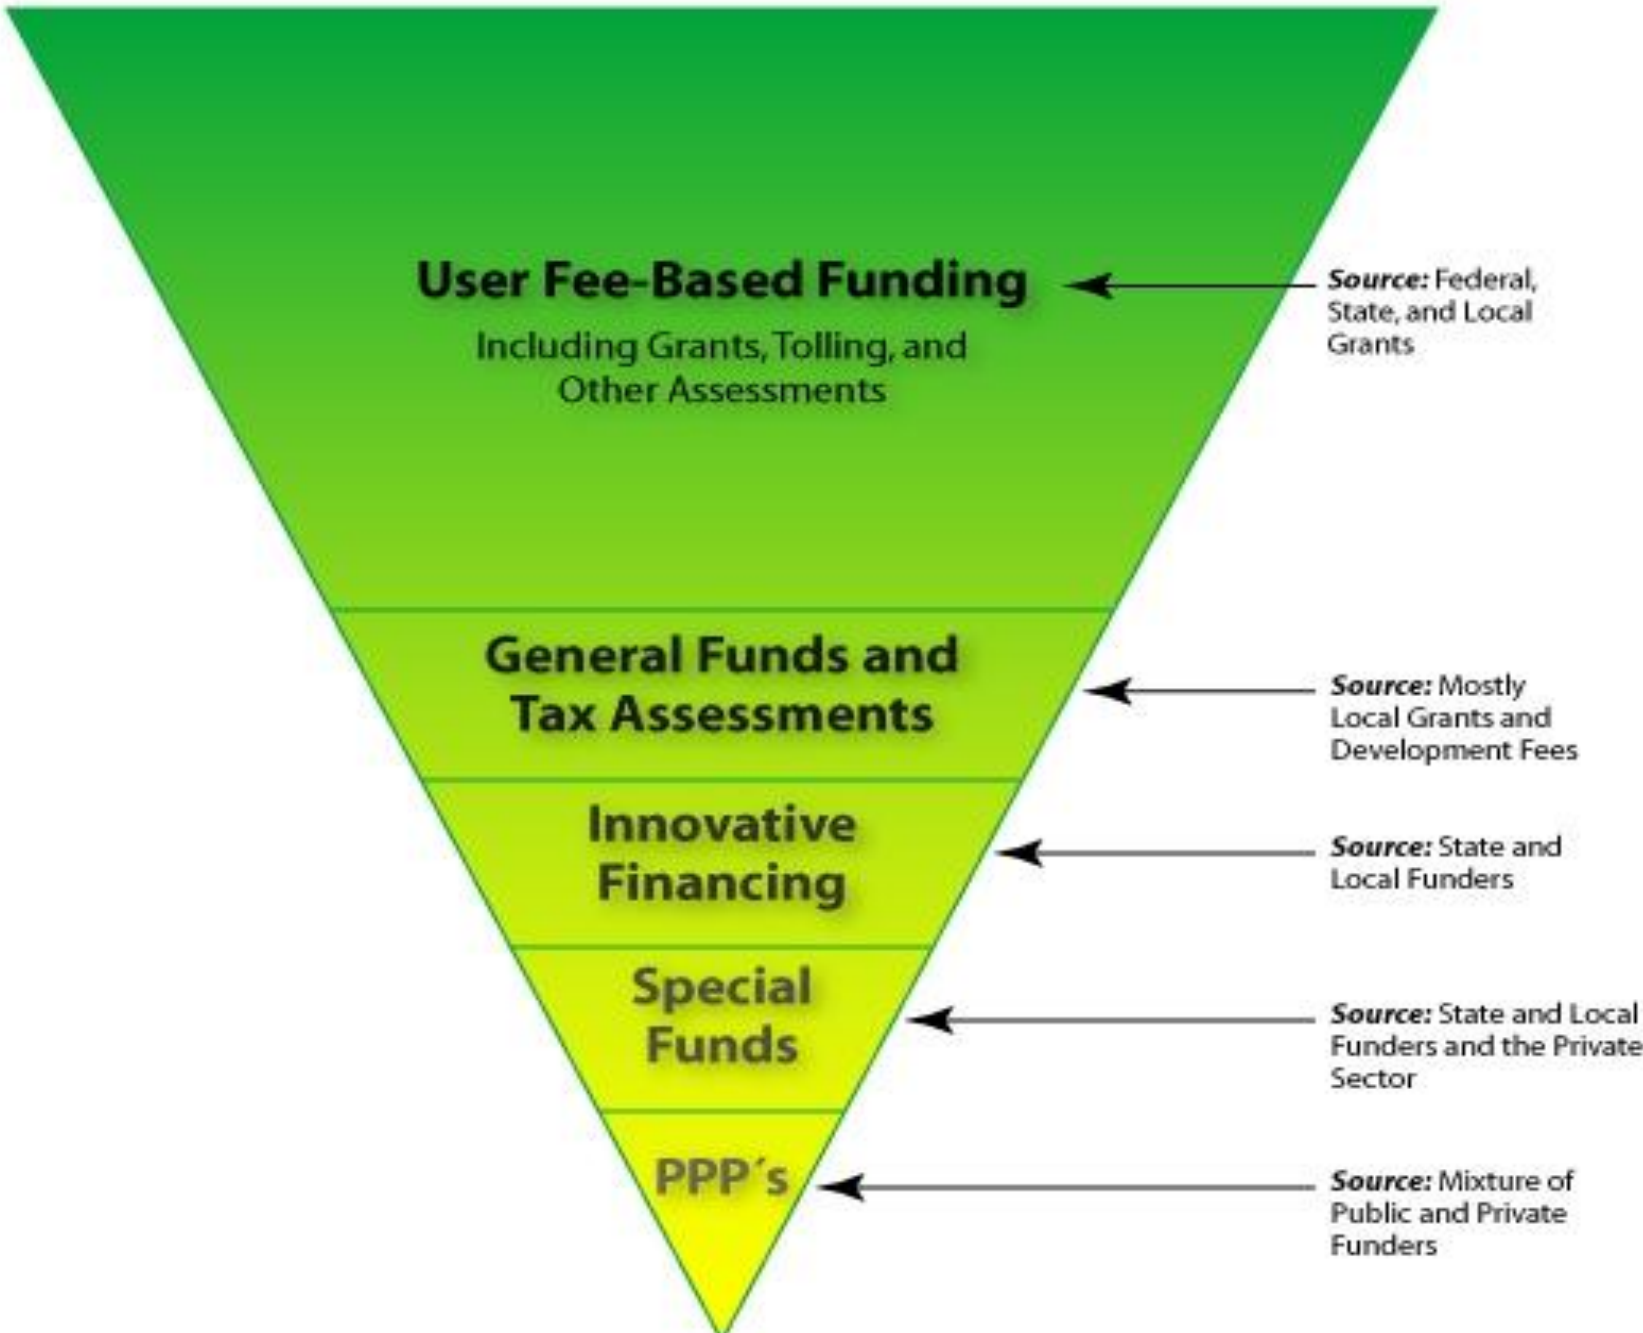 User Fee-Based Funding
Including Grants, Tolling, and
Other Assessments
Source: Federal,
State, and Local
Grants
General Funds and
Tax Assessments
Source: Mostly
Local Grants and
Development Fees
Innovative
Financing
Source: State and
Local Funders
Special
Funds
Source: State and Local
Funders and the Private
Sector
PPP´s
Source: Mixture of
Public and Private
Funders